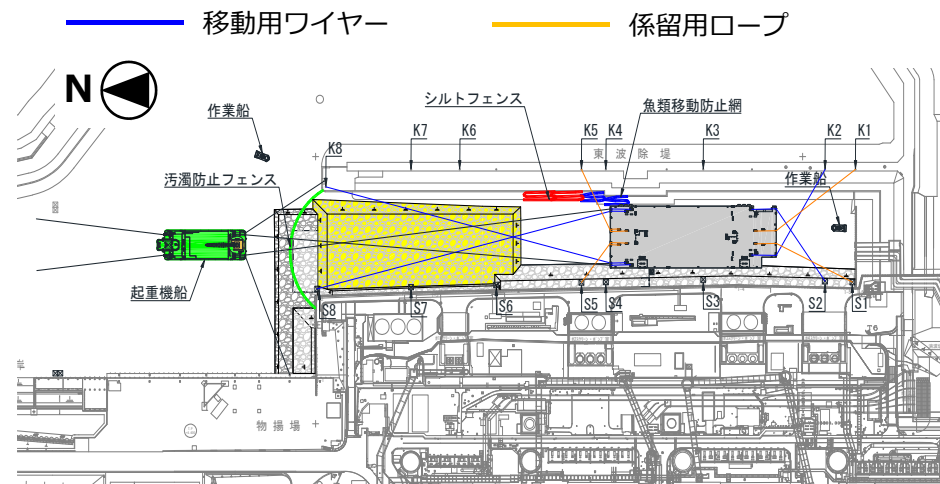 移動用ワイヤー
係留用ロープ
N
作業船
シルトフェンス
魚類移動防止網
K8
K7
K6
K5
K4
K3
K2
K1
東波除堤
汚濁防止フェンス
作業船
起重機船
S8
S7
S6
S5
S4
S3
S2
S1
物揚場
岸